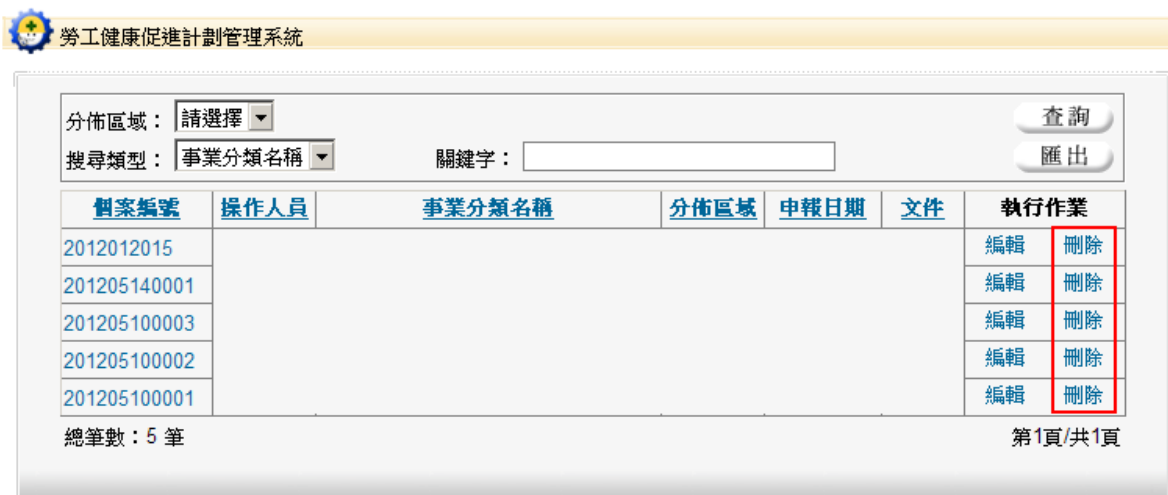 勞工健康促進計劃管理系統
分佈區域： 請選擇 查詢
搜尋類型： 事業分類名稱 關鍵字： 匯出
個案編號 操作人員 事業分類名稱 分佈區域 申報日期 文件 執行作業
2012012015 編輯 刪除
201205140001 編輯 刪除
201205100003 編輯 刪除
201205100002 編輯 刪除
201205100001 編輯 刪除
總筆數：5 筆 第1頁/共1頁